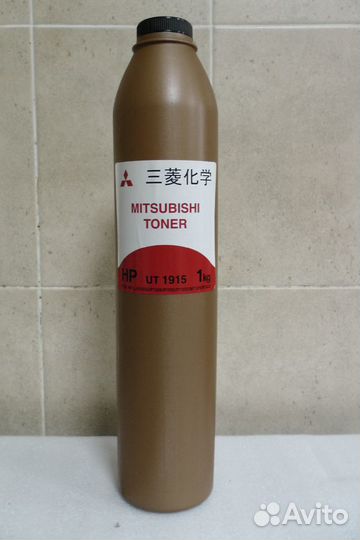 三菱化学
MITSUBISHI
TONER
HP UT 1915 1kg
Avito